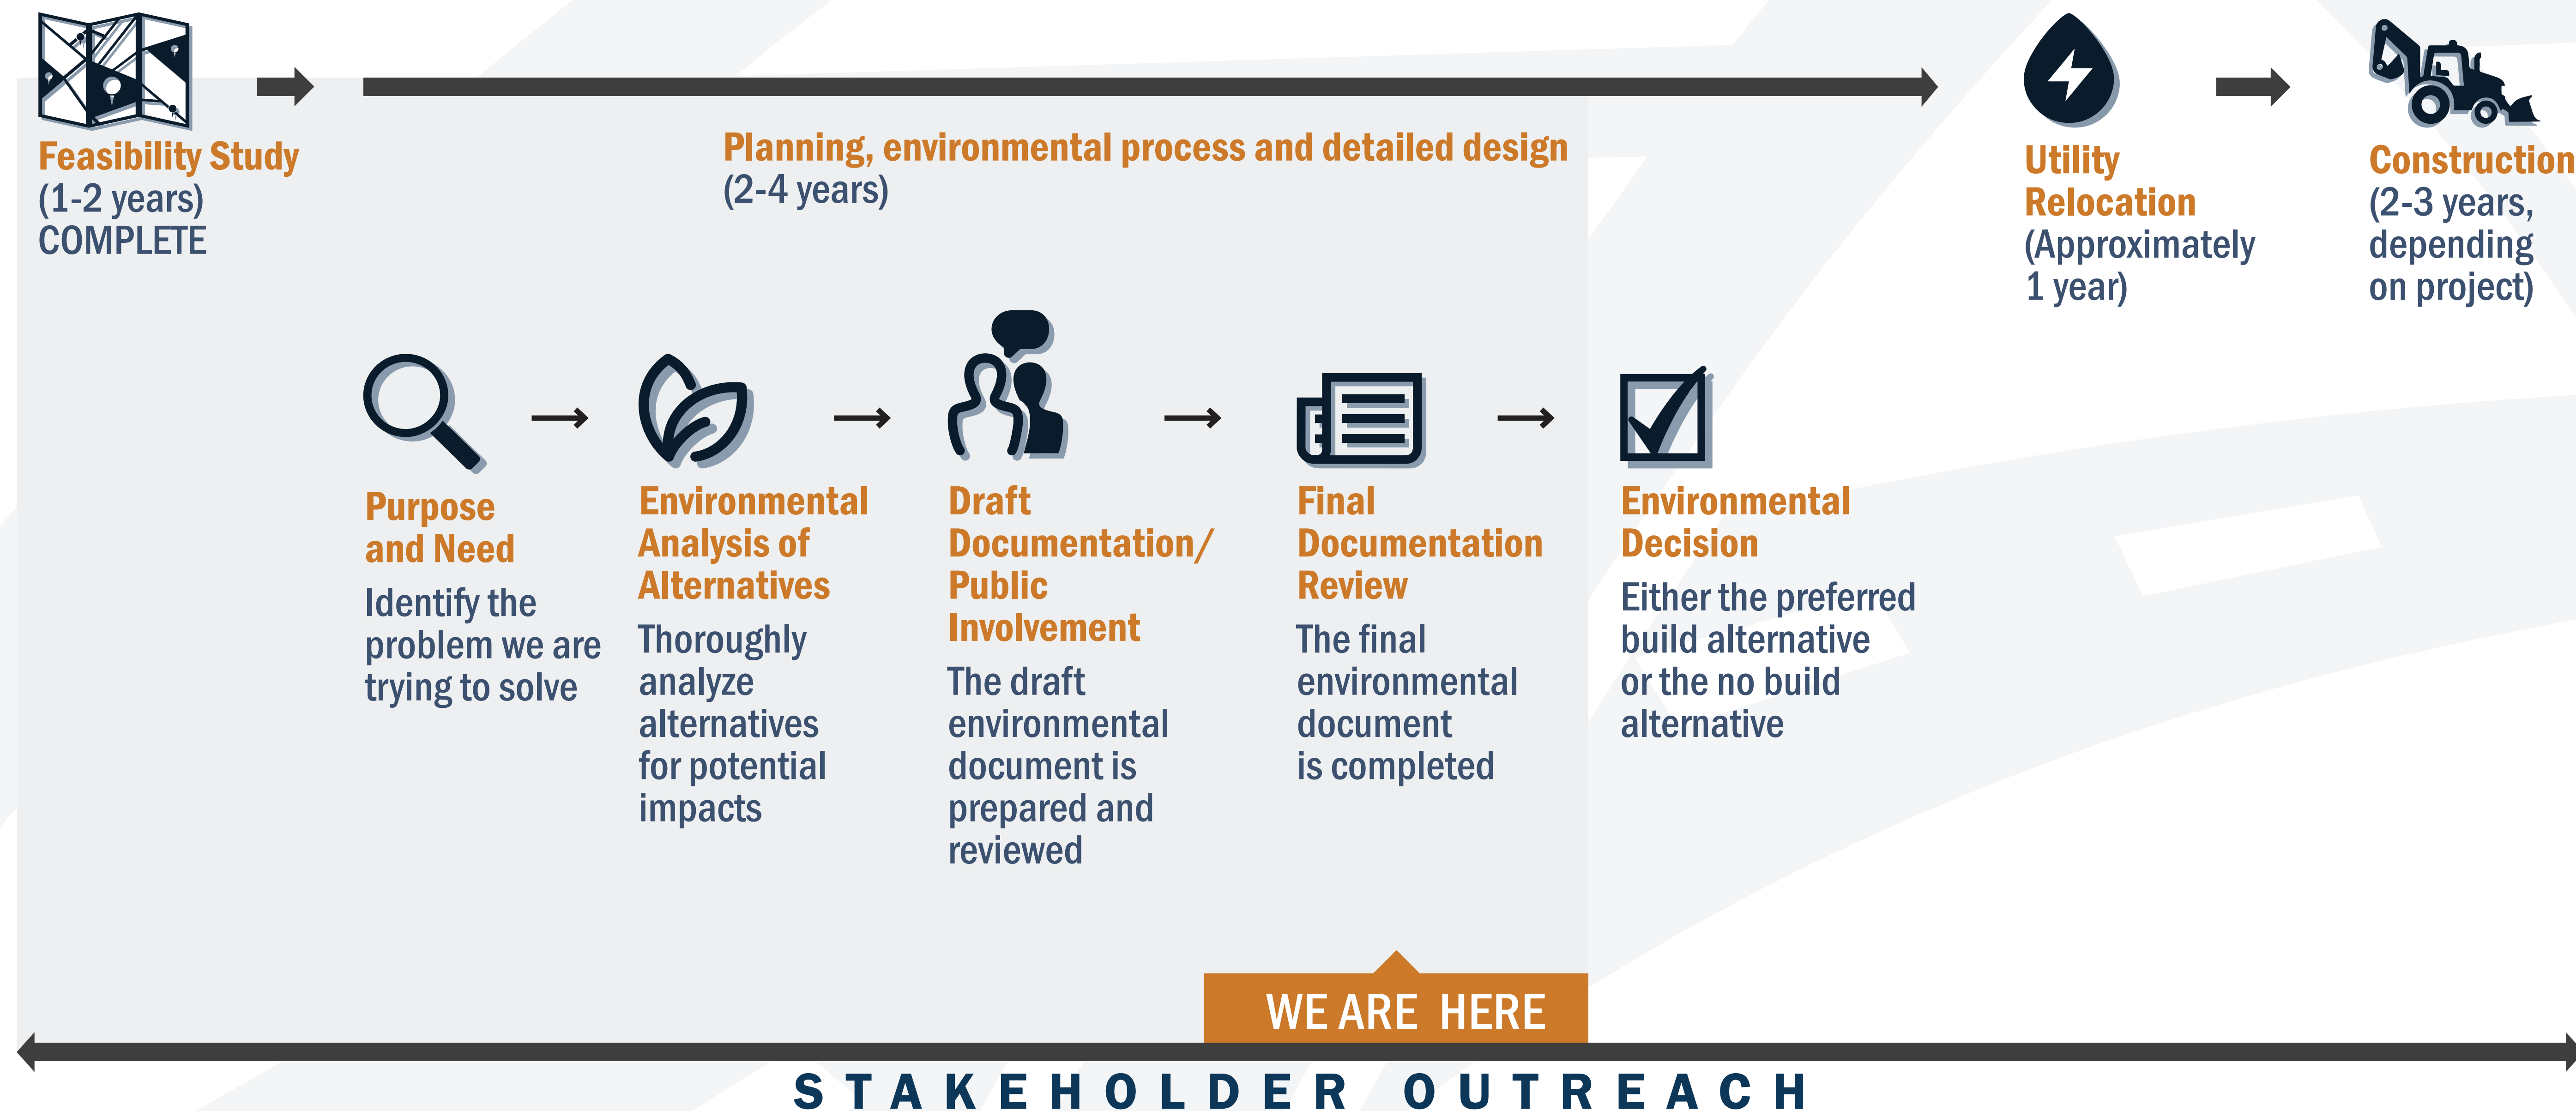 Feasibility Study
(1-2 years)
COMPLETE
Planning, environmental process and detailed design
(2-4 years)
Utility
Relocation
(Approximately
1 year)
Construction
(2-3 years,
depending
on project)
Purpose
and Need
Identify the
problem we are
trying to solve
Environmental
Analysis of
Alternatives
Thoroughly
analyze
alternatives
for potential
impacts
Draft
Documentation/
Public
Involvement
The draft
environmental
document is
prepared and
reviewed
Final
Documentation
Review
The final
environmental
document
is completed
Environmental
Decision
Either the preferred
build alternative
or the no build
alternative
WE ARE HERE
STAKEHOLDER OUTREACH